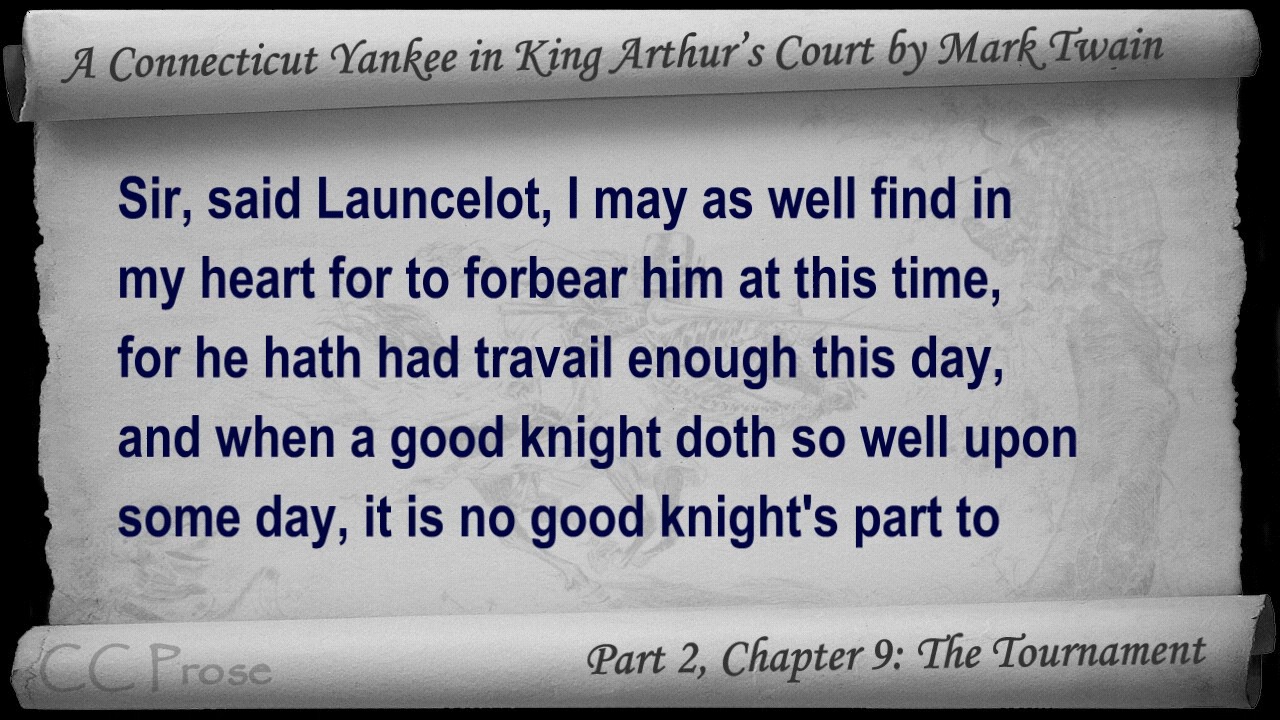 A Connecticut Yankee in King Arthur's Court by Mark Twain
Sir, said Launcelot, I may as well find in
my heart for to forbear him at this time,
for he hath had travail enough this day,
and when a good knight doth so well upon
some day, it is no good knight's part to
CC Prose
Part 2, Chapter 9: The Tournament